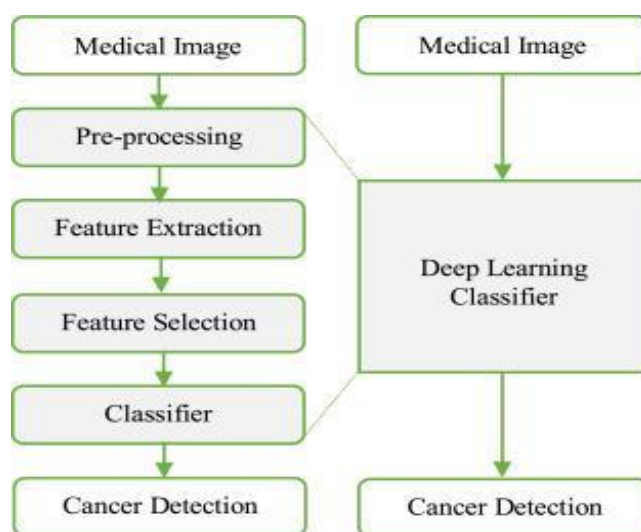 Medical Image
Pre-processing
Feature Extraction
Feature Selection
Classifier
Cancer Detection
Medical Image
Deep Learning
Classifier
Cancer Detection